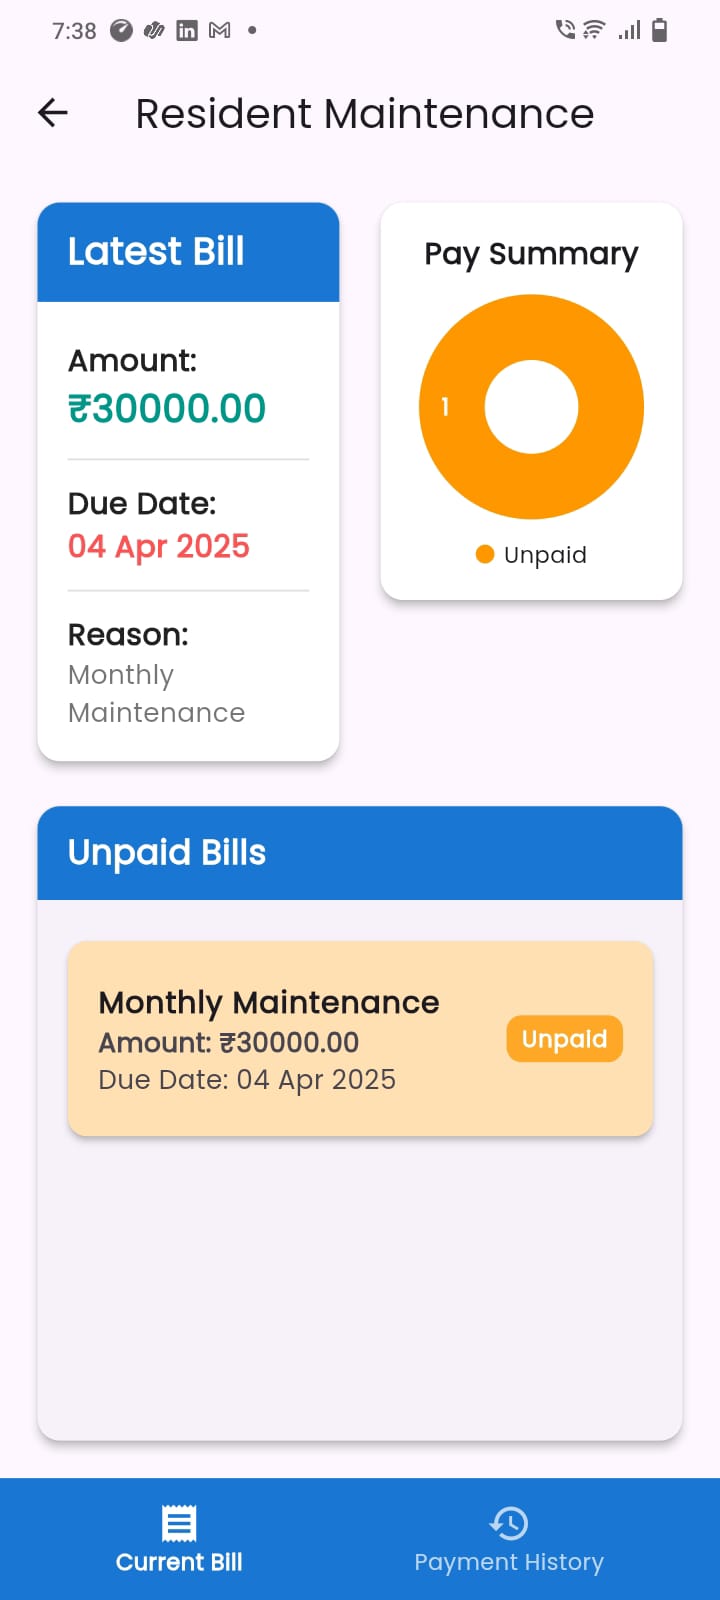 7:38
Resident Maintenance
Latest Bill
Amount:
₹30000.00
Due Date:
04 Apr 2025
Reason:
Monthly
Maintenance
Pay Summary
1
Unpaid
Unpaid Bills
Monthly Maintenance
Amount: ₹30000.00
Due Date: 04 Apr 2025
Unpaid
Current Bill
Payment History